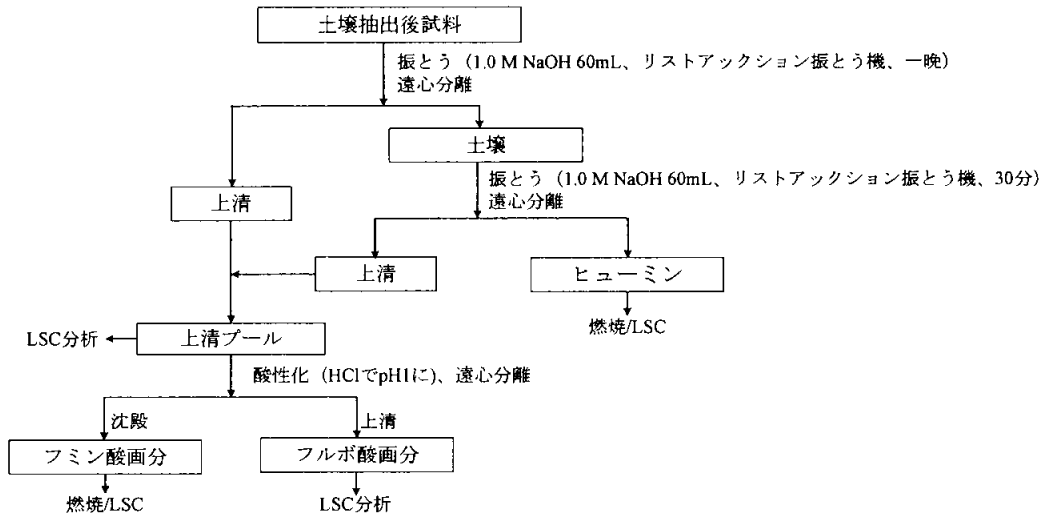 土壌抽出後試料
振とう（1.0 M NaOH 60mL、リストアックション振とう機、一晩）
遠心分離
土壌
振とう（1.0 M NaOH 60mL、リストアックション振とう機、30分）
遠心分離
上清
上清
ヒューミン
燃焼/LSC
LSC分析
上清プール
酸性化（HClでpH1に)、遠心分離
沈殿
上清
フミン酸画分
フルボ酸画分
燃焼/LSC
LSC分析